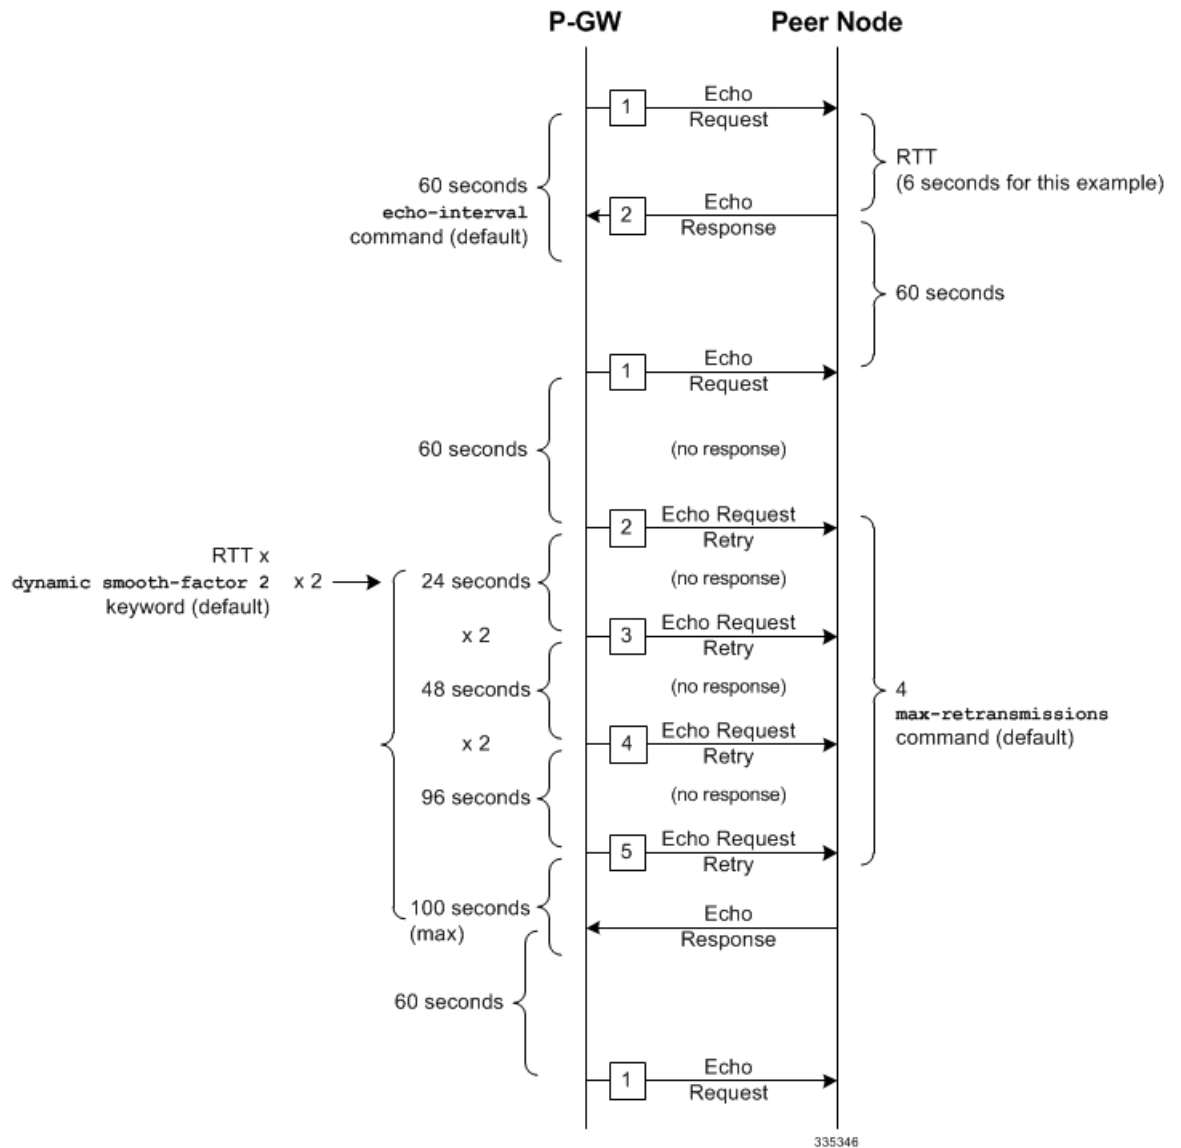 P-GW
Peer Node
1
Echo
Request
RTT
(6 seconds for this example)
60 seconds
echo-interval
command (default)
2
Echo
Response
60 seconds
1
Echo
Request
60 seconds
(no response)
2
Echo Request
Retry
RTT x
dynamic smooth-factor 2 x 2
keyword (default)
24 seconds
(no response)
x 2
3
Echo Request
Retry
48 seconds
(no response)
4
max-retransmissions
command (default)
x 2
4
Echo Request
Retry
96 seconds
(no response)
5
Echo Request
Retry
100 seconds
(max)
Echo
Response
60 seconds
1
Echo
Request
335346